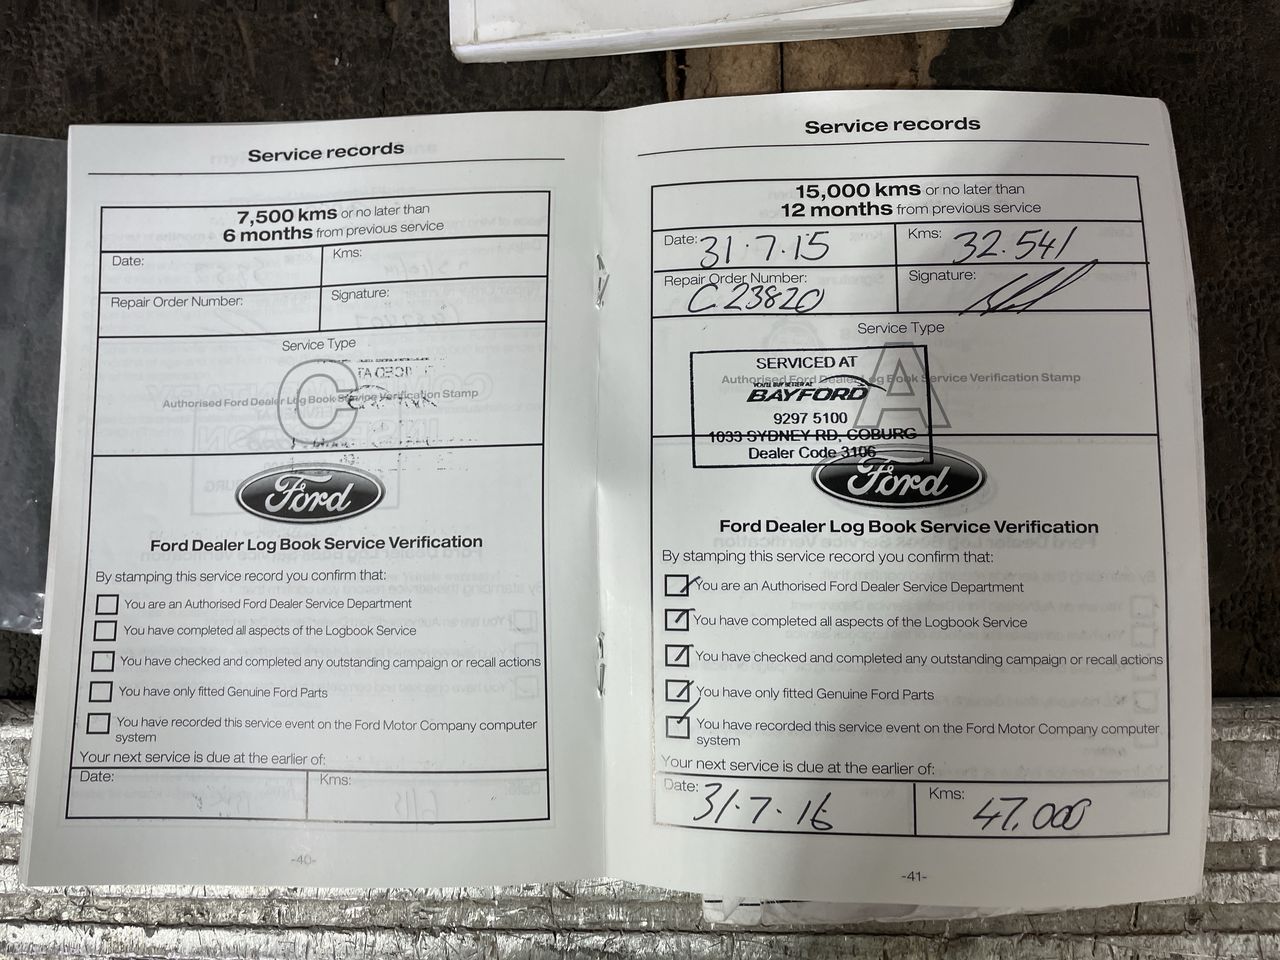 Service records
7,500 kms or no later than
6 months from previous service
Date:
Kms:
Repair Order Number:
Signature:
Service Type
C
Authorised Ford Dealer Log Book Service Verification Stamp
Ford
Ford Dealer Log Book Service Verification
By stamping this service record you confirm that:
You are an Authorised Ford Dealer Service Department
You have completed all aspects of the Logbook Service
You have checked and completed any outstanding campaign or recall actions
You have only fitted Genuine Ford Parts
You have recorded this service event on the Ford Motor Company computer
system
Your next service is due at the earlier of:
Date:
Kms:
-40-
Service records
15,000 kms or no later than
12 months from previous service
Date: 31.7.15
Kms: 32.541
Repair Order Number:
C23820
Signature:
Service Type
A
Authorised Ford Dealer Log Book Service Verification Stamp
SERVICED AT
YOU'LL BUY BETTER AT
BAYFORD
9297 5100
1033 SYDNEY RD, COBURG
Dealer Code 3106
Ford
Ford Dealer Log Book Service Verification
By stamping this service record you confirm that:
You are an Authorised Ford Dealer Service Department
You have completed all aspects of the Logbook Service
You have checked and completed any outstanding campaign or recall actions
You have only fitted Genuine Ford Parts
You have recorded this service event on the Ford Motor Company computer
system
Your next service is due at the earlier of:
Date: 31.7.16
Kms: 47.000
-41-